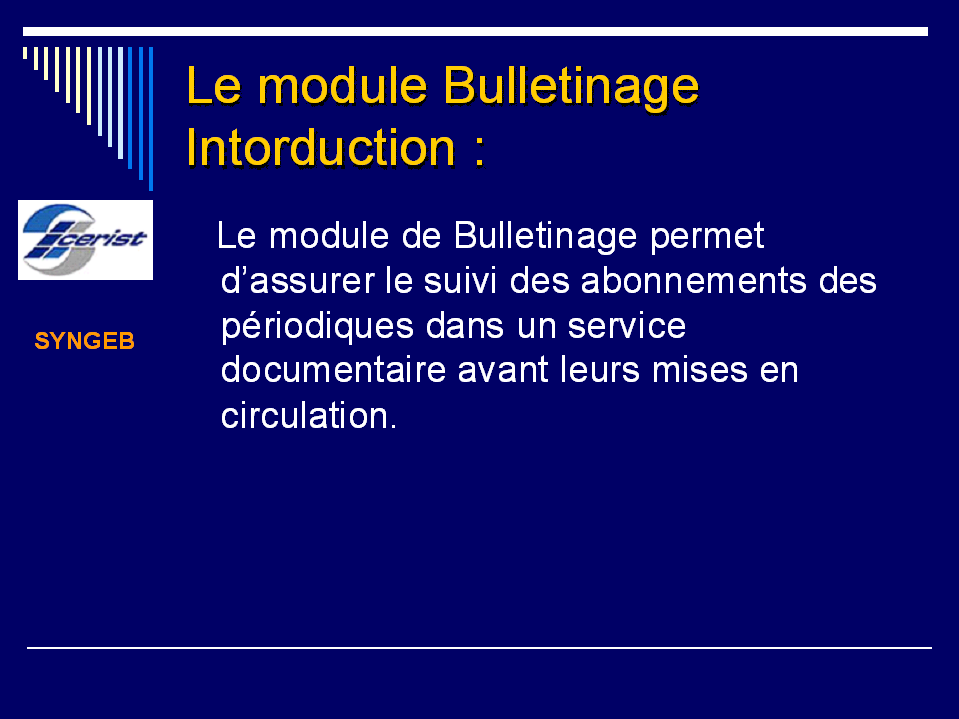 Le module Bulletinage
Intorduction :
cerist
SYNGEB
Le module de Bulletinage permet
d’assurer le suivi des abonnements des
périodiques dans un service
documentaire avant leurs mises en
circulation.